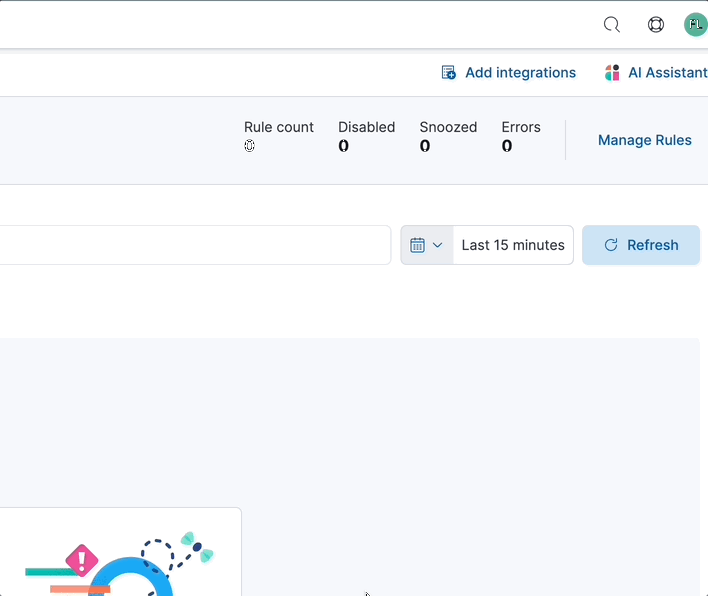 FL
Add integrations AI Assistant
Rule count Disabled Snoozed Errors
0 0 0 0
Manage Rules
Last 15 minutes Refresh